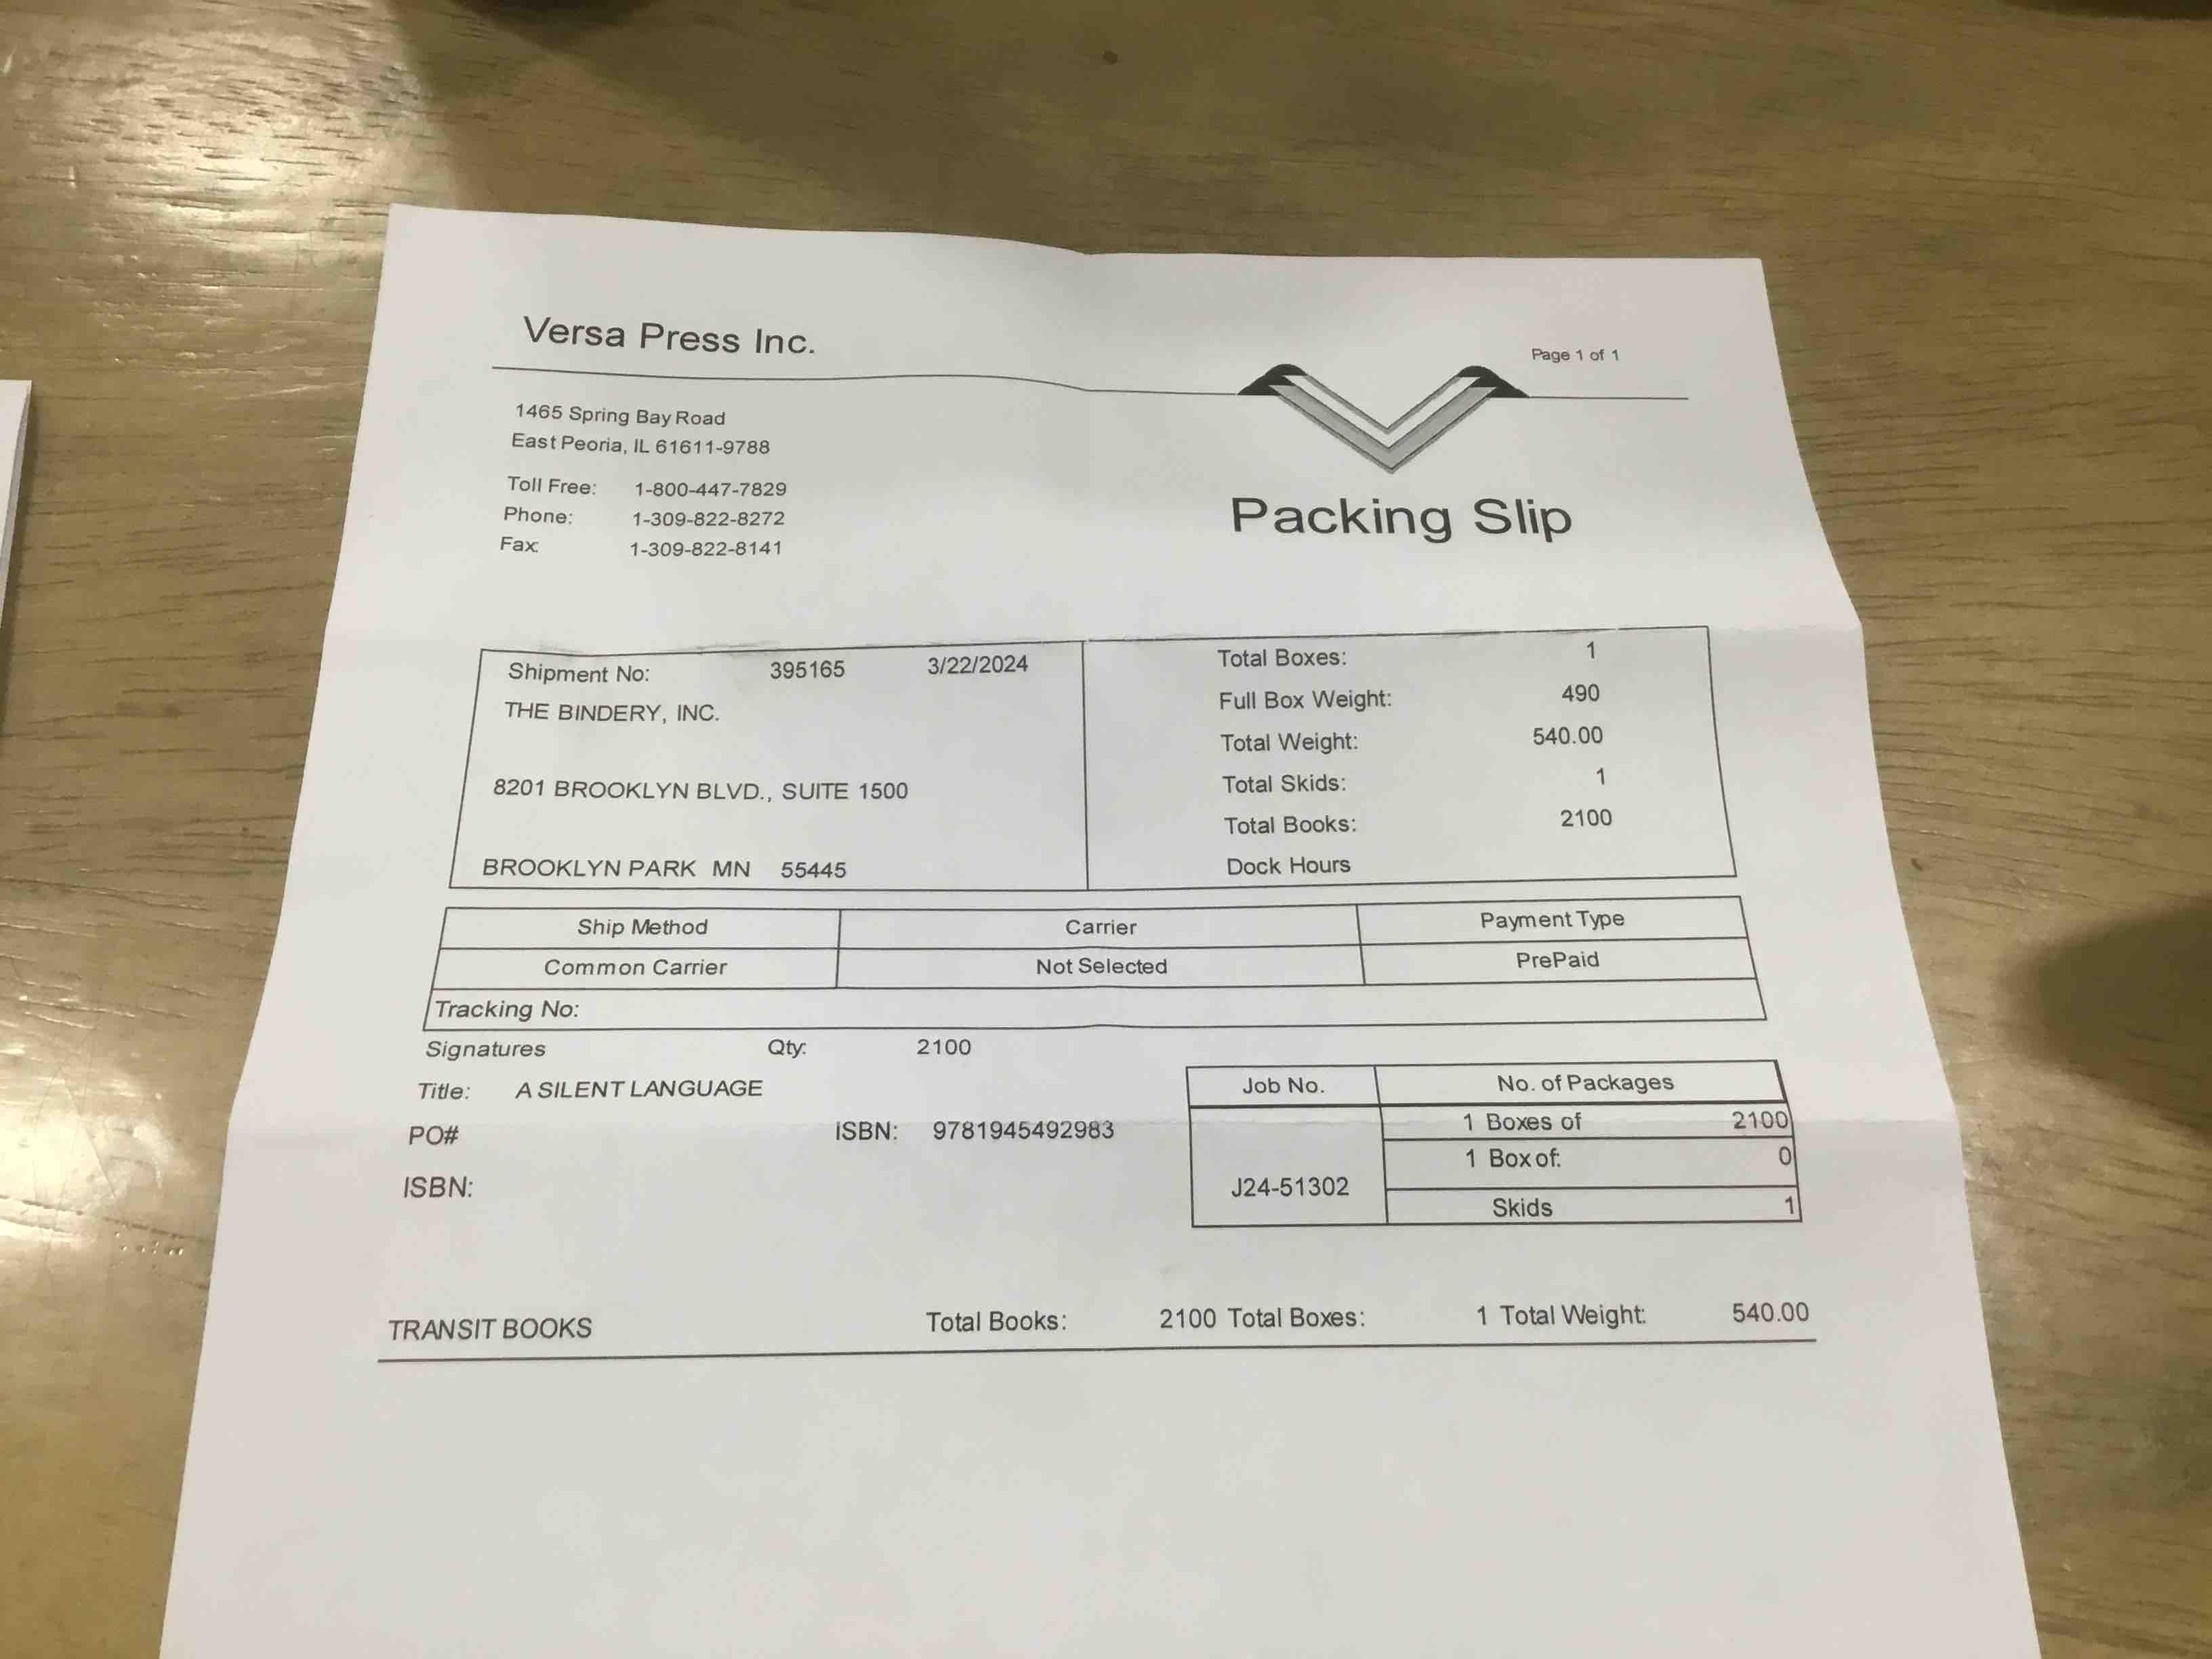 Versa Press Inc.
Page 1 of 1
1465 Spring Bay Road
East Peoria, IL 61611-9788
Toll Free: 1-800-447-7829
Phone: 1-309-822-8272
Fax: 1-309-822-8141
Packing Slip
Shipment No: 395165 3/22/2024
THE BINDERY, INC.
8201 BROOKLYN BLVD., SUITE 1500
BROOKLYN PARK MN 55445
Total Boxes: 1
Full Box Weight: 490
Total Weight: 540.00
Total Skids: 1
Total Books: 2100
Dock Hours
Ship Method Carrier Payment Type
Common Carrier Not Selected PrePaid
Tracking No:
Signatures Qty: 2100
Title: A SILENT LANGUAGE
PO# ISBN: 9781945492983
ISBN:
Job No. No. of Packages
1 Boxes of 2100
1 Box of: 0
J24-51302
Skids 1
TRANSIT BOOKS Total Books: 2100 Total Boxes: 1 Total Weight: 540.00